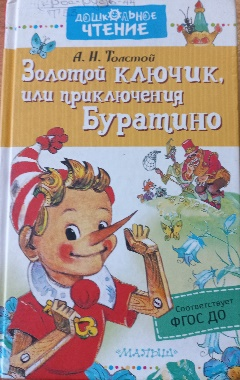 ДОШКОЛЬНОЕ
ЧТЕНИЕ
А. Н. Толстой
Золотой ключик,
или приключения
Буратино
Соответствует
ФГОС ДО
МАЛЫШ